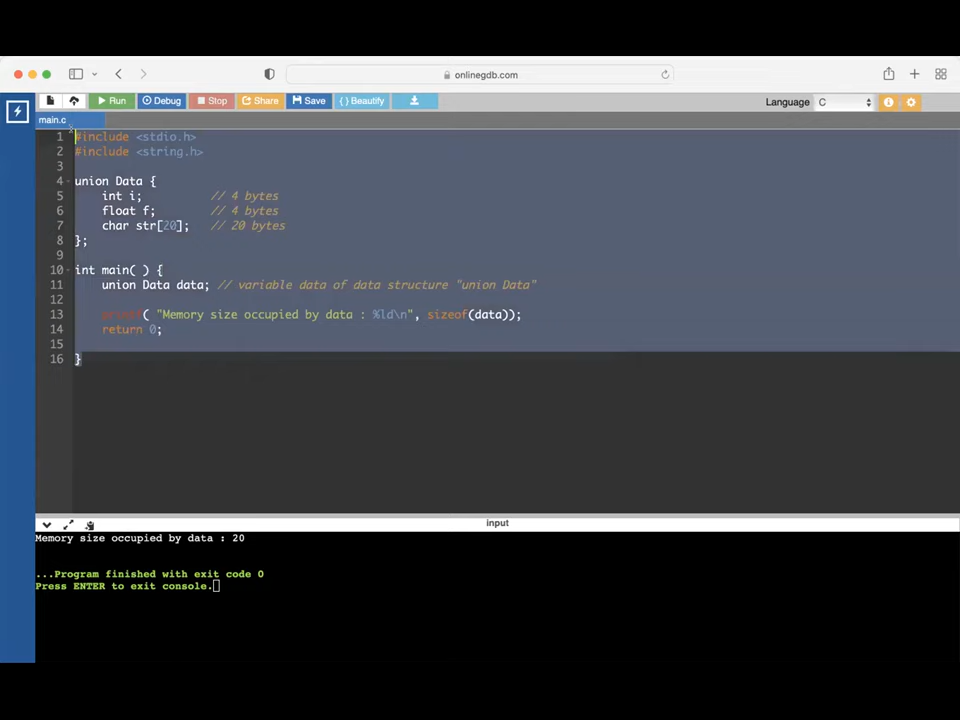 onlinegdb.com
Run Debug Stop Share Save { } Beautify
Language C
main.c
1 #include <stdio.h>
2 #include <string.h>
3
4 union Data {
5 int i; // 4 bytes
6 float f; // 4 bytes
7 char str[20]; // 20 bytes
8 };
9
10 int main( ) {
11 union Data data; // variable data of data structure "union Data"
12
13 printf( "Memory size occupied by data : %ld\n", sizeof(data));
14 return 0;
15
16 }
input
Memory size occupied by data : 20
...Program finished with exit code 0
Press ENTER to exit console.